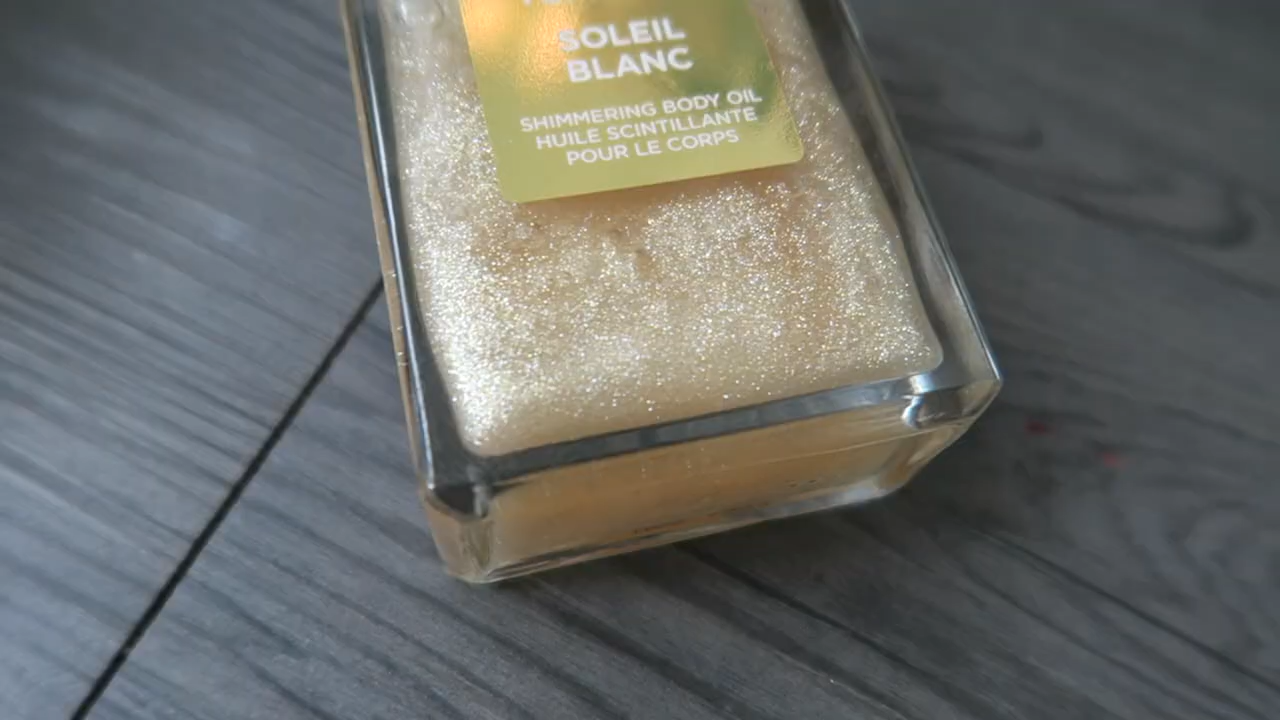 SOLEIL
BLANC
SHIMMERING BODY OIL
HUILE SCINTILLANTE
POUR LE CORPS